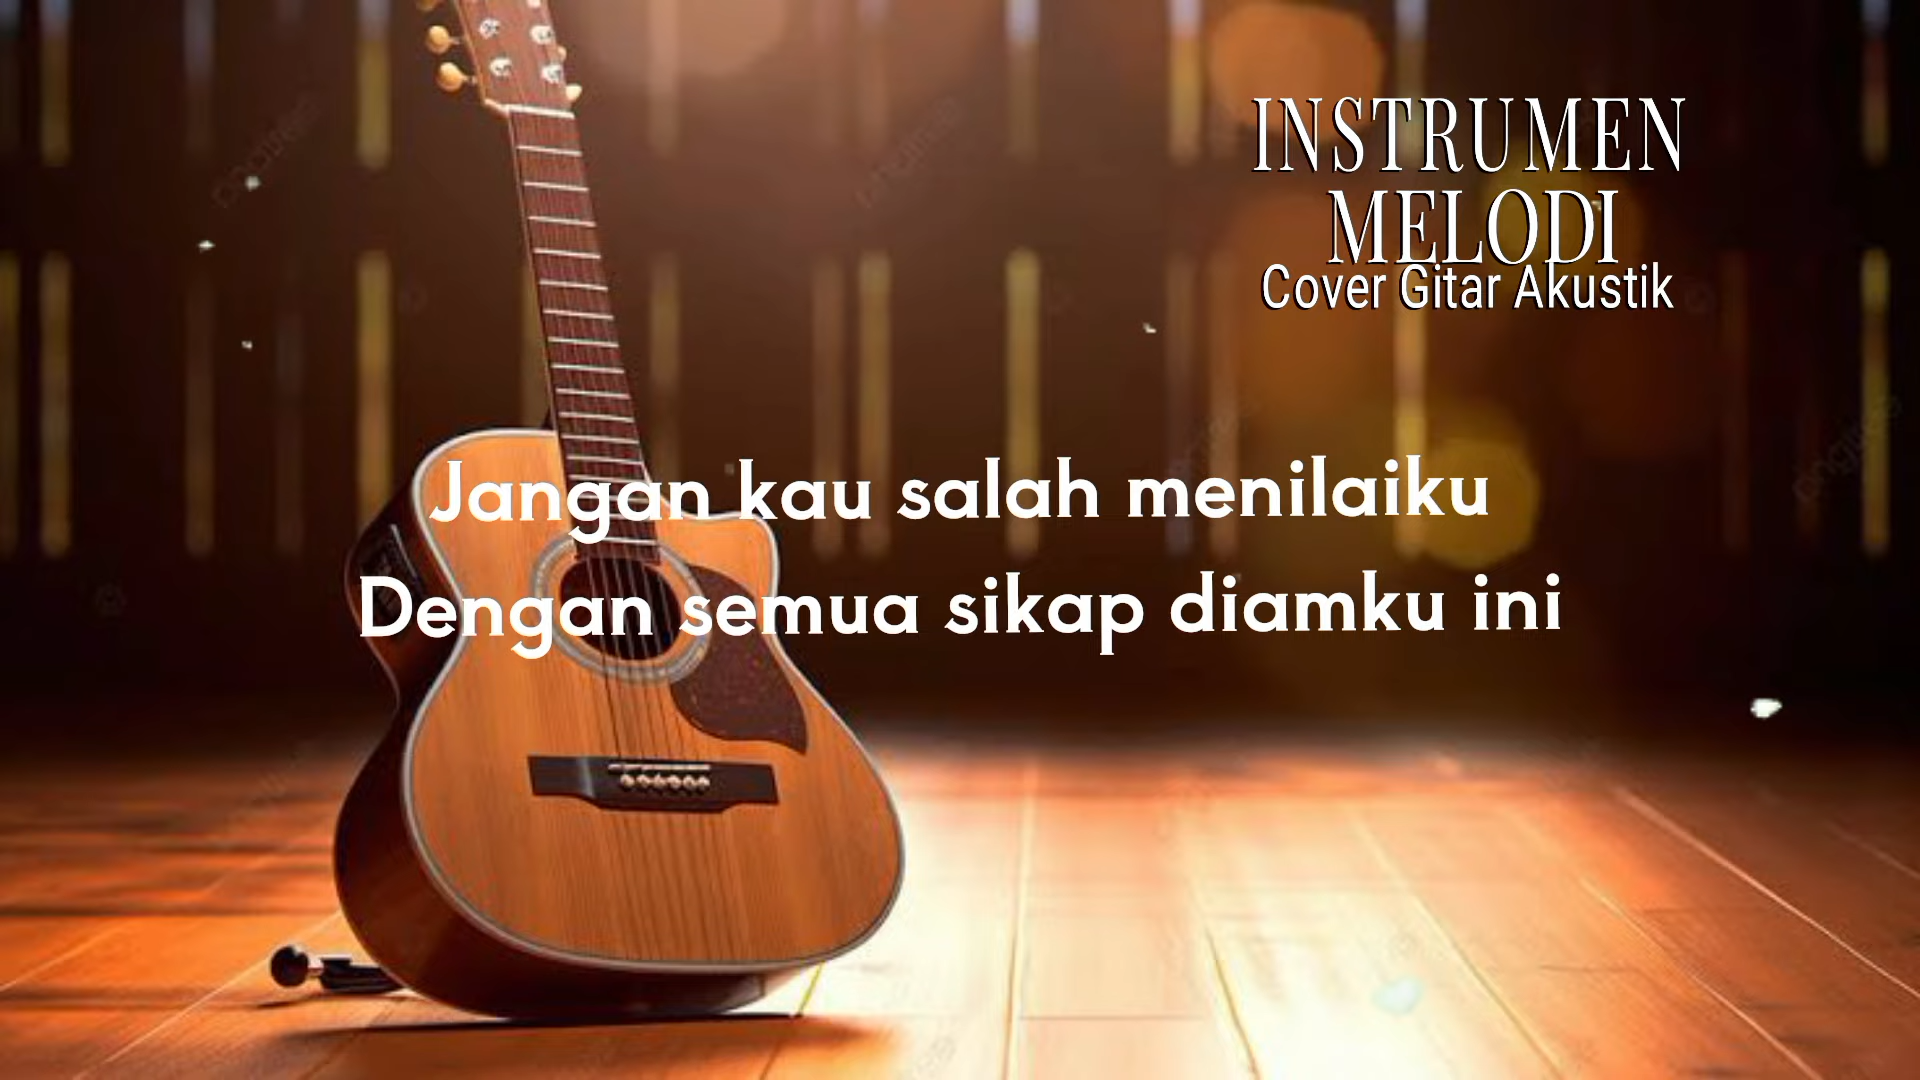 INSTRUMEN
MELODI
Cover Gitar Akustik
Jangan kau salah menilaiku
Dengan semua sikap diamku ini